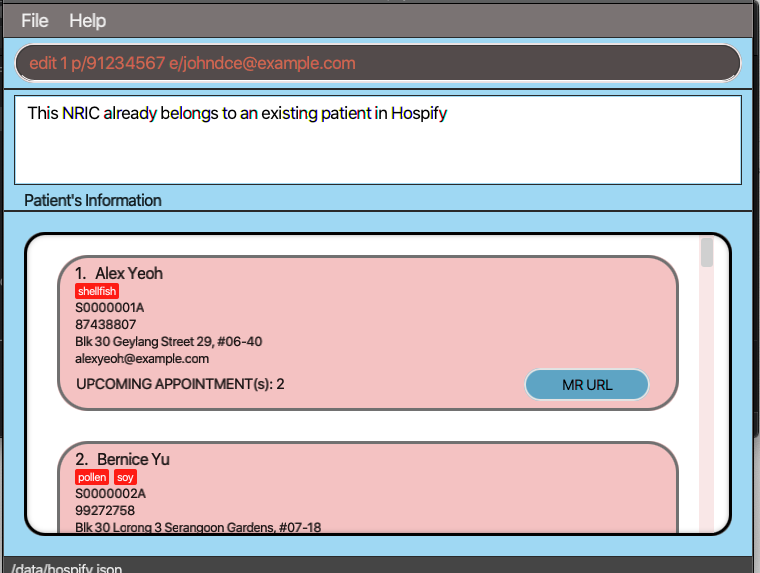 File Help
edit 1 p/91234567 e/johndce@example.com
This NRIC already belongs to an existing patient in Hospify
Patient's Information
1. Alex Yeoh
shellfish
S0000001A
87438807
Blk 30 Geylang Street 29, #06-40
alexyeoh@example.com
UPCOMING APPOINTMENT(s): 2
MR URL
2. Bernice Yu
pollen soy
S0000002A
99272758
Blk 30 Lorong 3 Serangoon Gardens, #07-18
/data/hospify.json